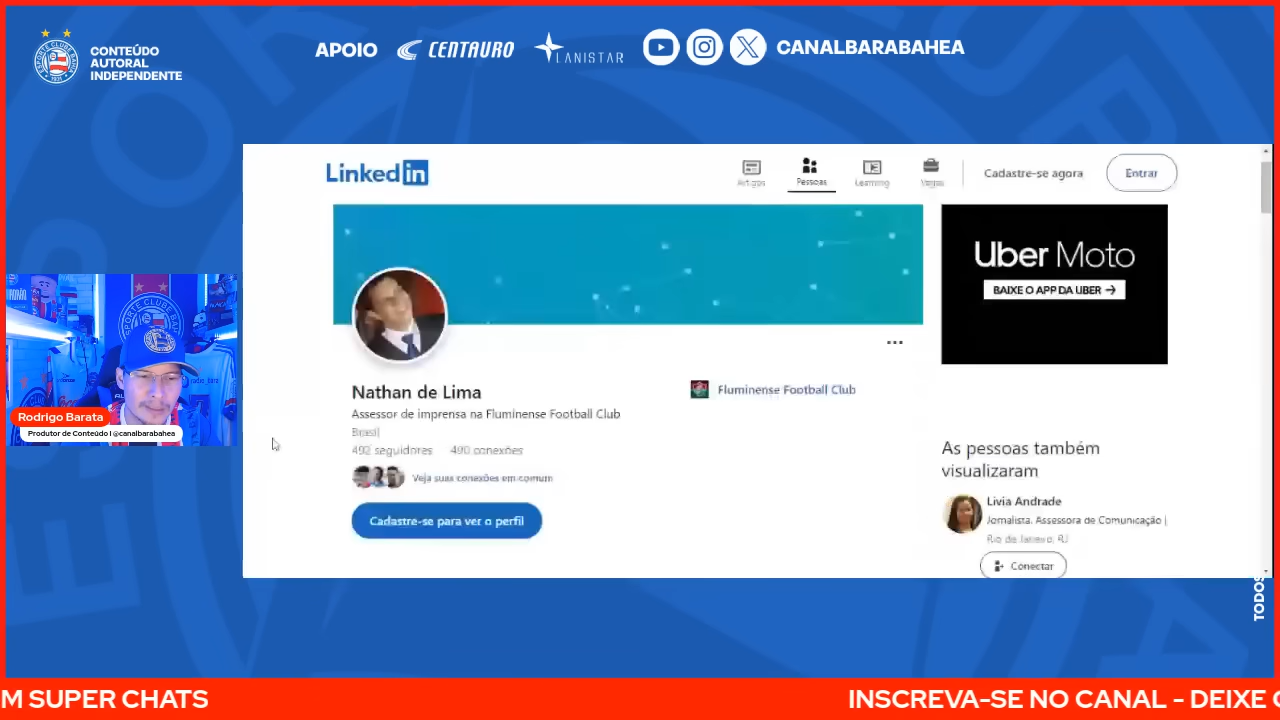 CONTEÚDO
AUTORAL
INDEPENDENTE
APOIO
CENTAURO
LANISTAR
CANALBARABAHEA
LinkedIn
Artigos
Pessoas
Learning
Vagas
Cadastre-se agora
Entrar
Uber Moto
BAIXE O APP DA UBER →
Nathan de Lima
Fluminense Football Club
Assessor de imprensa na Fluminense Football Club
Brasil
492 seguidores 490 conexões
Veja suas conexões em comum
Cadastre-se para ver o perfil
As pessoas também
visualizaram
Livia Andrade
Jornalista. Assessora de Comunicação |
Rio de Janeiro, RJ
Conectar
Rodrigo Barata
Produtor de Conteúdo | @canalbarabahea
TODOS
M SUPER CHATS
INSCREVA-SE NO CANAL - DEIXE